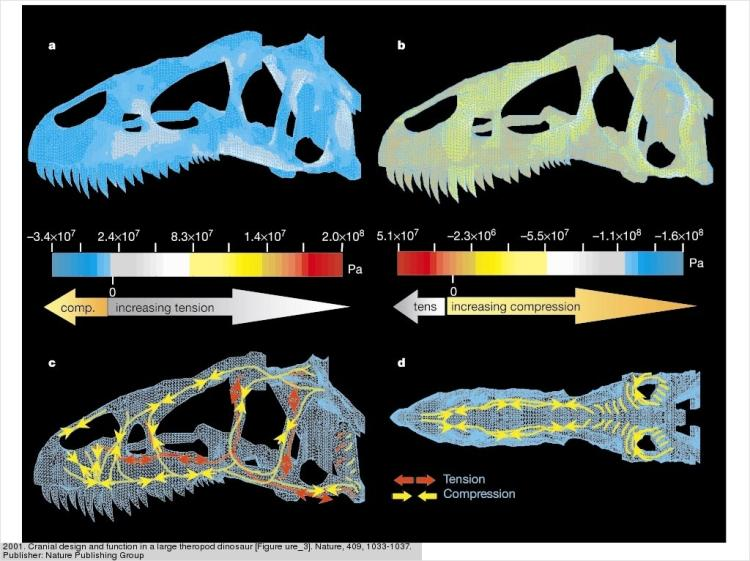 a
b
−3.4×10⁷ 2.4×10⁷ 8.3×10⁷ 1.4×10⁷ 2.0×10⁸
Pa
0
comp. increasing tension
5.1×10⁷ −2.3×10⁶ −5.5×10⁷ −1.1×10⁸ −1.6×10⁸
Pa
0
tens increasing compression
c
d
Tension
Compression
2001. Cranial design and function in a large theropod dinosaur [Figure ure_3]. Nature, 409, 1033-1037.
Publisher: Nature Publishing Group